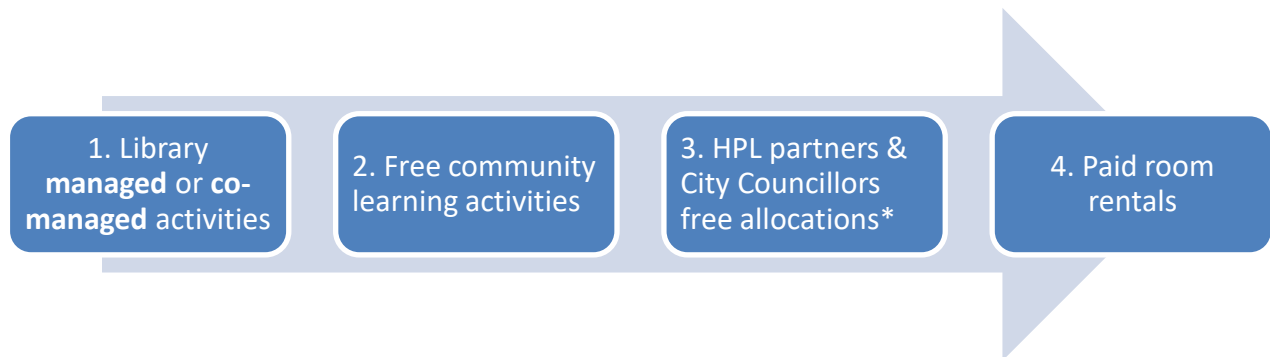 1. Library
managed or co-
managed activities
2. Free community
learning activities
3. HPL partners &
City Councillors
free allocations*
4. Paid room
rentals